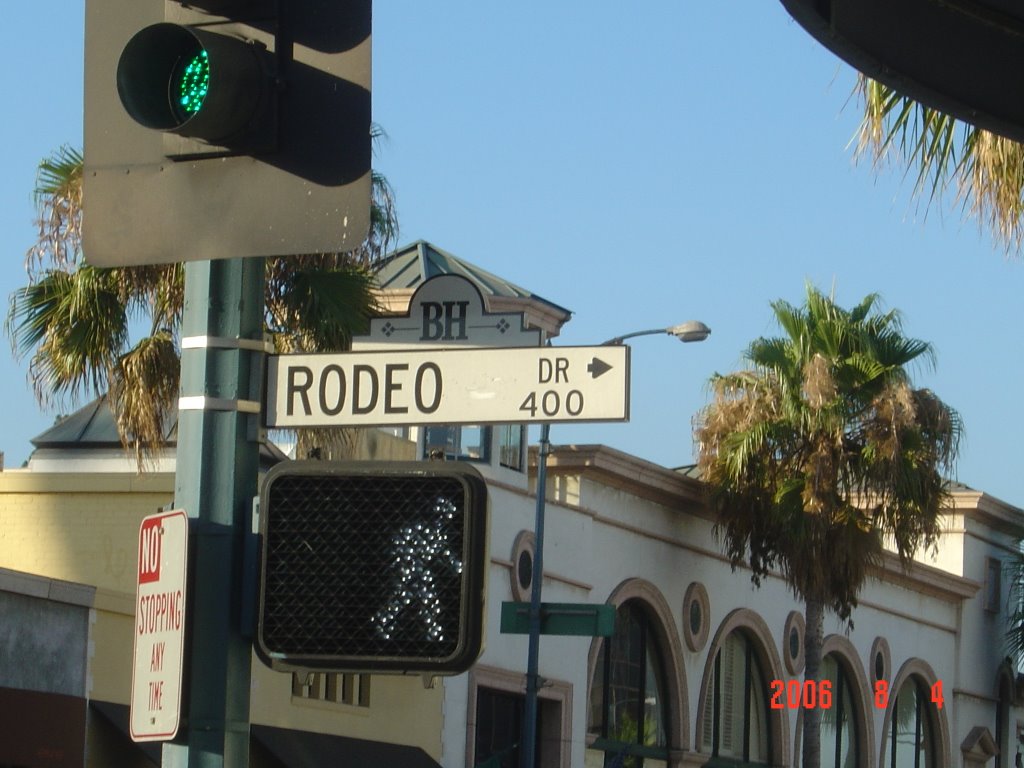 BH
RODEO DR
400
NO
STOPPING
ANY
TIME
2006 8 4